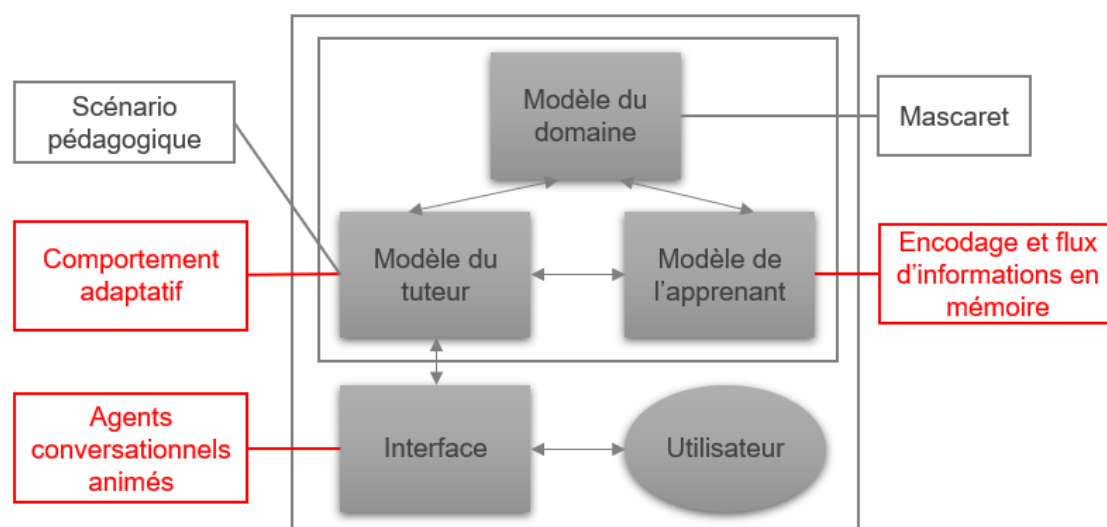 Modèle du
domaine
Scénario
pédagogique
Mascaret
Comportement
adaptatif
Modèle du
tuteur
Modèle de
l'apprenant
Encodage et flux
d'informations en
mémoire
Agents
conversationnels
animés
Interface
Utilisateur